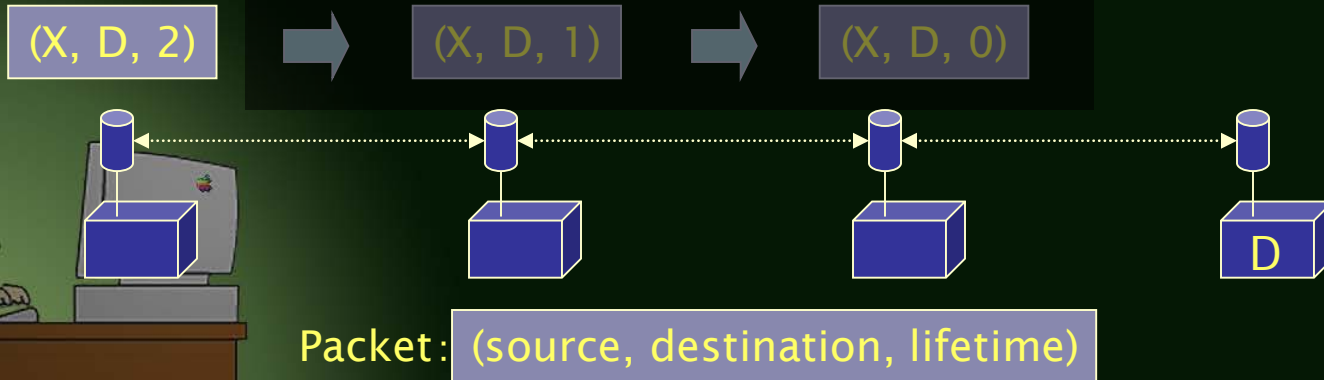 (X, D, 2) (X, D, 1) (X, D, 0)
D
Packet: (source, destination, lifetime)